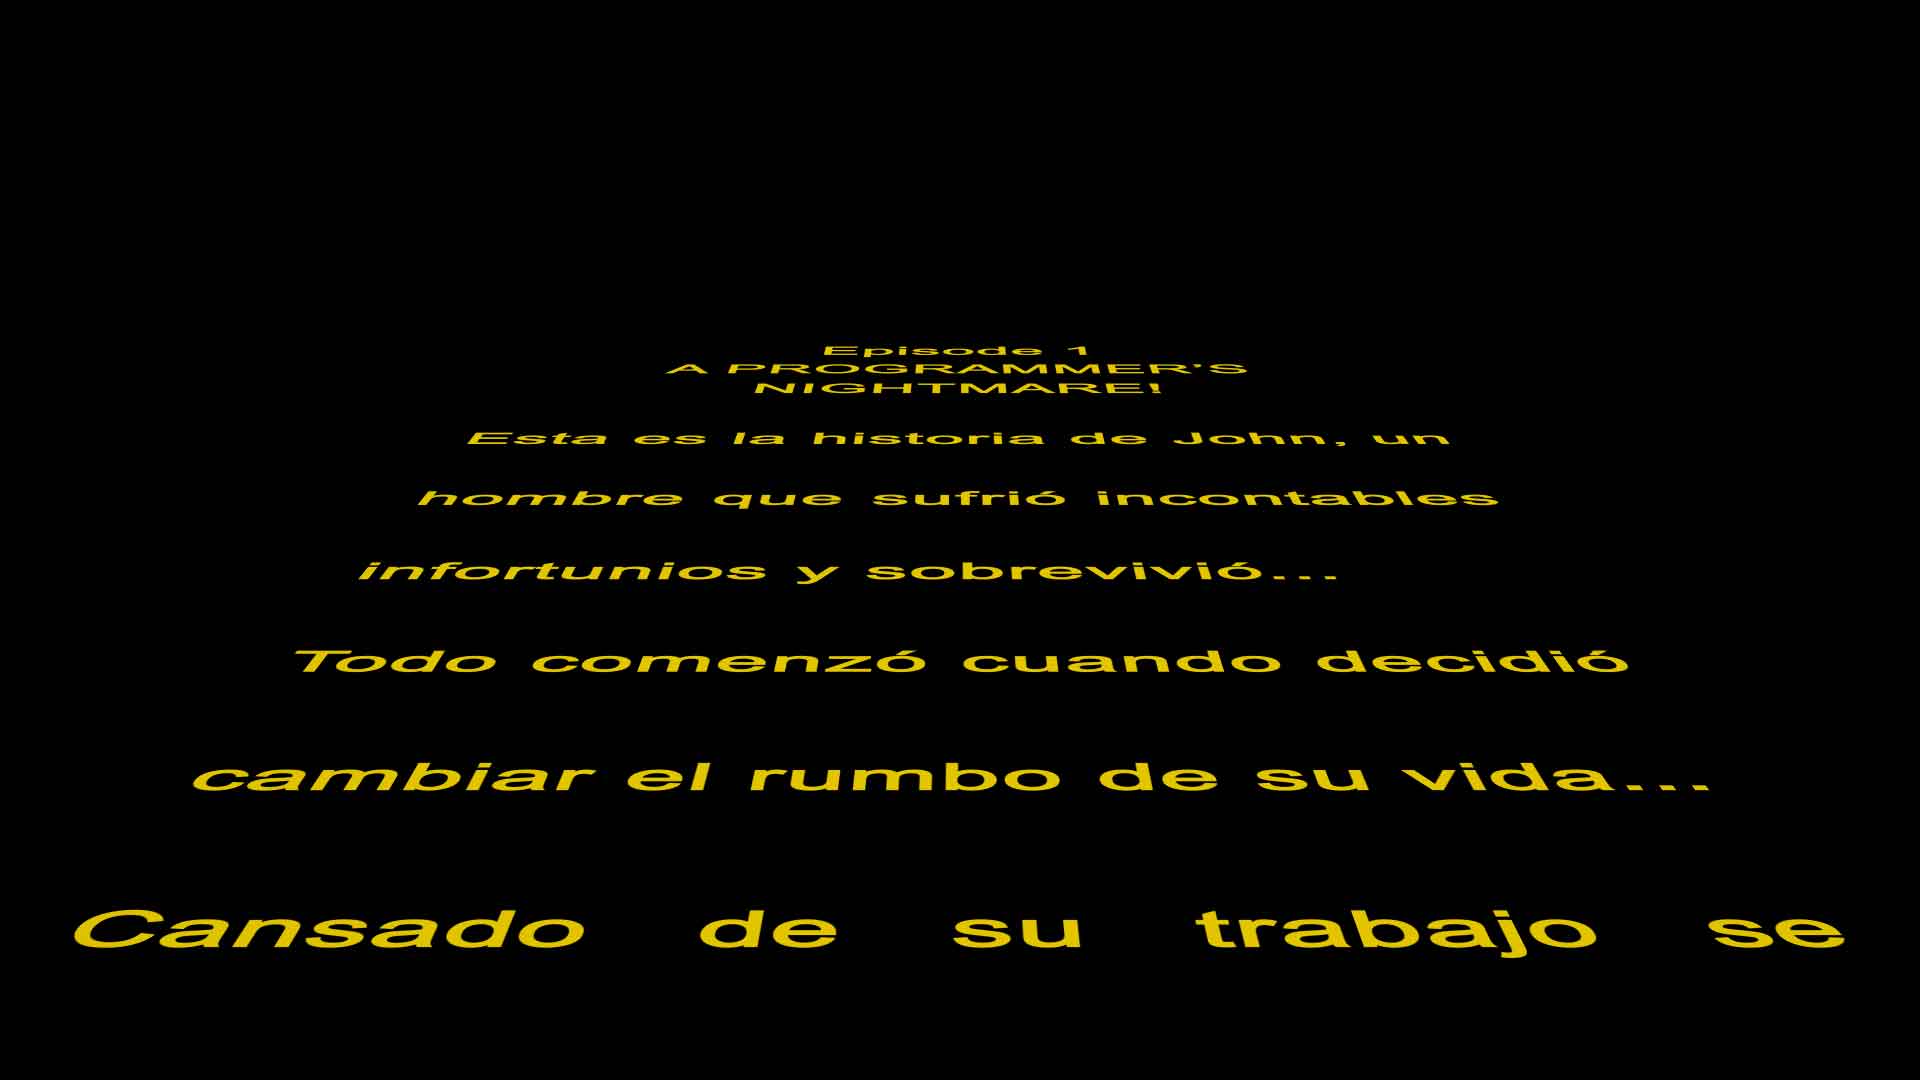 Episode 1
A PROGRAMMER'S
NIGHTMARE!
Esta es la historia de John, un
hombre que sufrió incontables
infortunios y sobrevivió...
Todo comenzó cuando decidió
cambiar el rumbo de su vida...
Cansado de su trabajo se